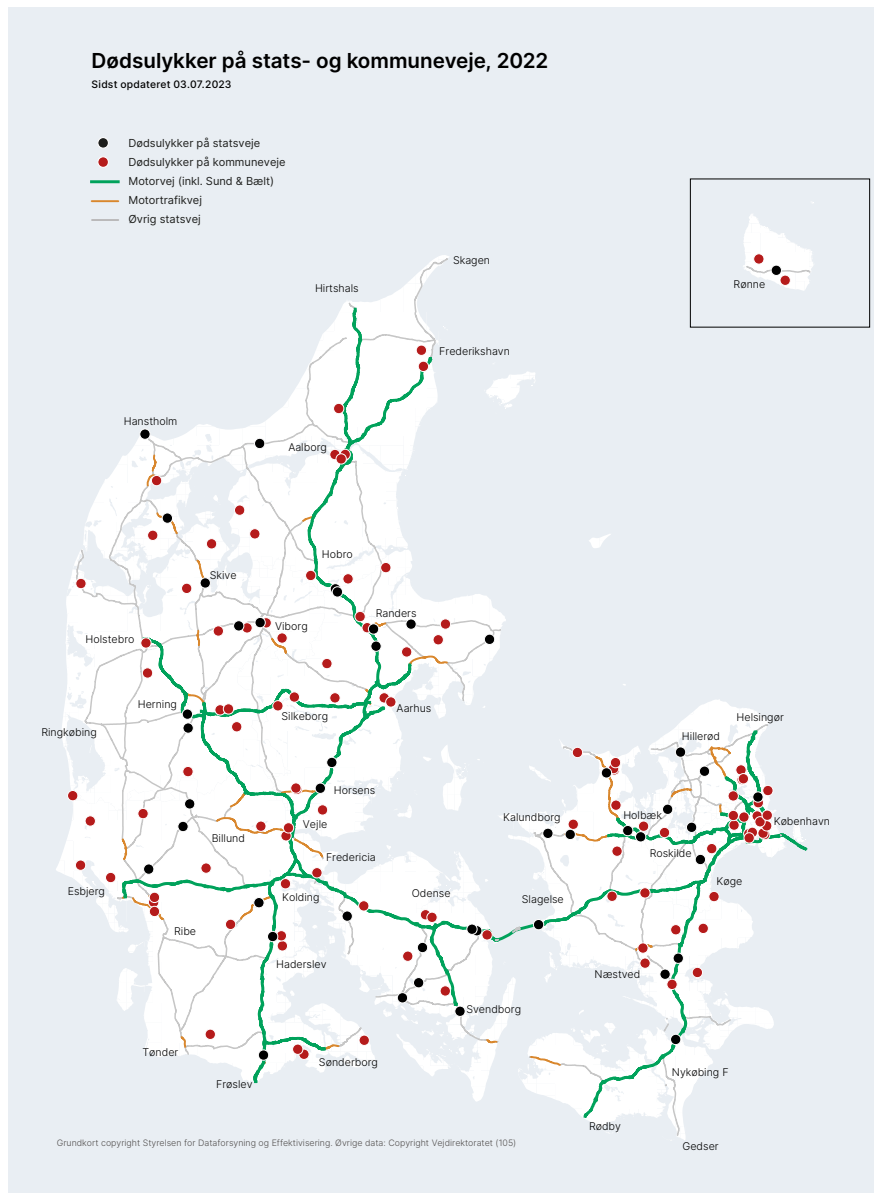 Dødsulykker på stats- og kommuneveje, 2022
Sidst opdateret 03.07.2023
Dødsulykker på statsveje
Dødsulykker på kommuneveje
Motorvej (inkl. Sund & Bælt)
Motortrafikvej
Øvrig statsvej
Skagen
Rønne
Hirtshals
Frederikshavn
Hanstholm
Aalborg
Hobro
Skive
Randers
Viborg
Holstebro
Herning
Silkeborg
Aarhus
Ringkøbing
Helsingør
Hillerød
Horsens
Kalundborg
Holbæk
København
Vejle
Billund
Roskilde
Fredericia
Køge
Esbjerg
Kolding
Odense
Slagelse
Ribe
Haderslev
Næstved
Svendborg
Tønder
Sønderborg
Nykøbing F
Frøslev
Rødby
Gedser
Grundkort copyright Styrelsen for Dataforsyning og Effektivisering. Øvrige data: Copyright Vejdirektoratet (105)